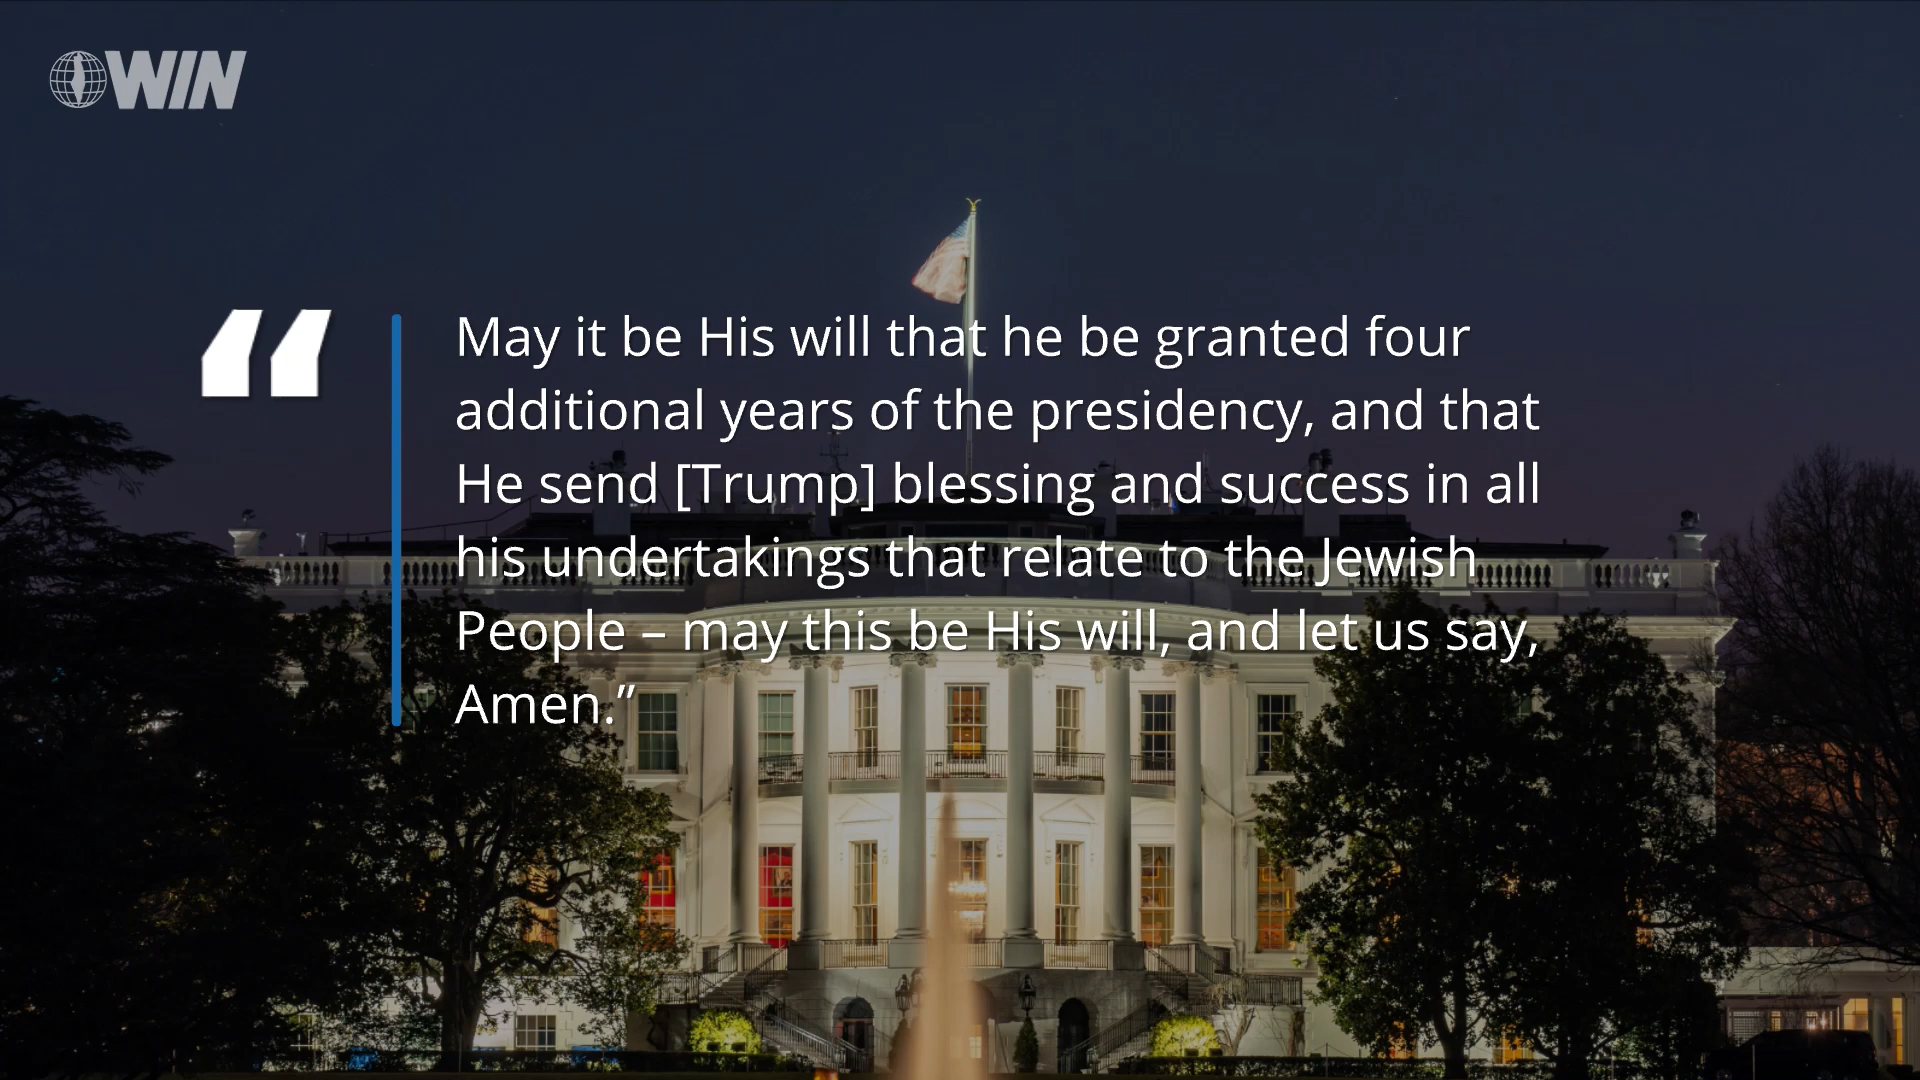 WIN
“
May it be His will that he be granted four
additional years of the presidency, and that
He send [Trump] blessing and success in all
his undertakings that relate to the Jewish
People – may this be His will, and let us say,
Amen.”